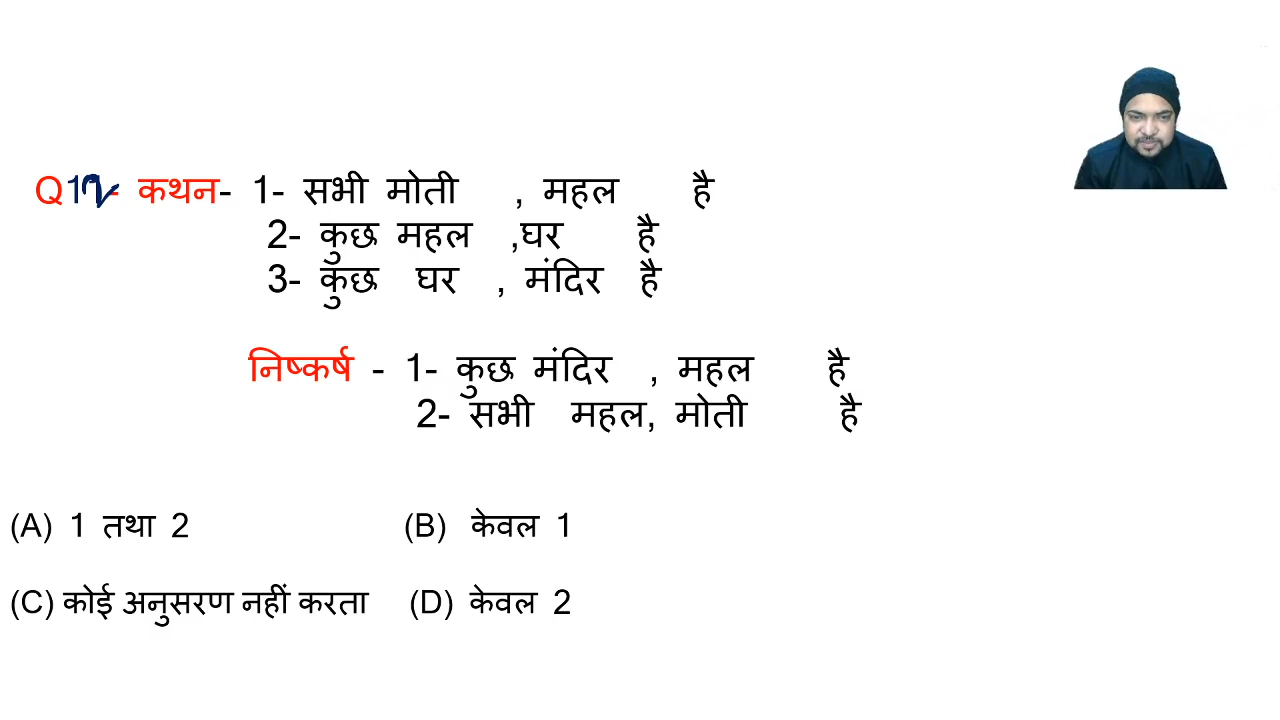 Q12- कथन- 1- सभी मोती , महल है
2- कुछ महल ,घर है
3- कुछ घर , मंदिर है
निष्कर्ष - 1- कुछ मंदिर , महल है
2- सभी महल, मोती है
(A) 1 तथा 2 (B) केवल 1
(C) कोई अनुसरण नहीं करता (D) केवल 2